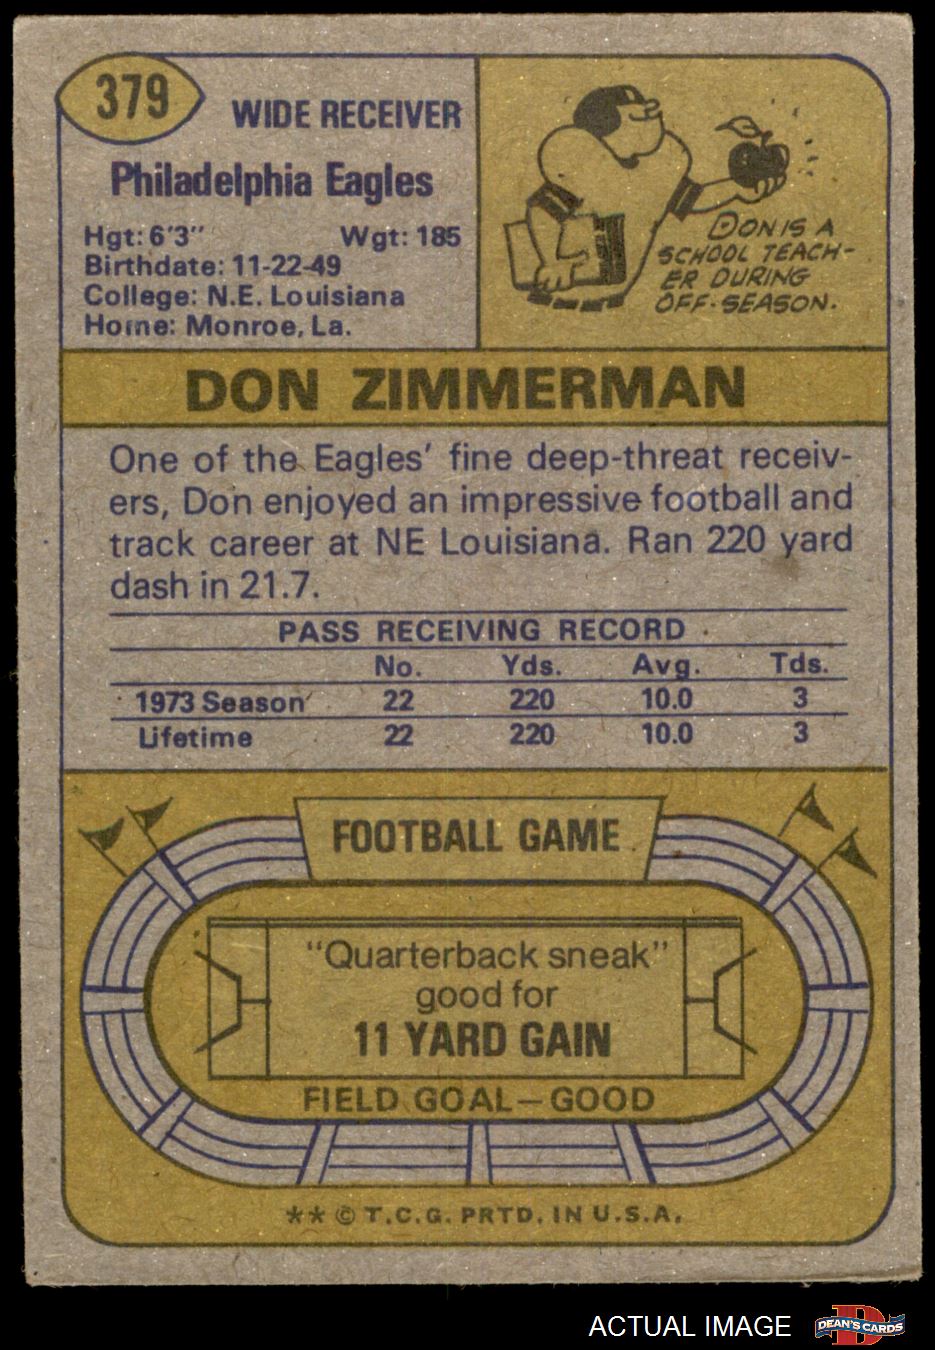 379
WIDE RECEIVER
Philadelphia Eagles
Hgt: 6'3" Wgt: 185
Birthdate: 11-22-49
College: N.E. Louisiana
Home: Monroe, La.
DON IS A
SCHOOL TEACH-
ER DURING
OFF-SEASON.
DON ZIMMERMAN
One of the Eagles' fine deep-threat receiv-
ers, Don enjoyed an impressive football and
track career at NE Louisiana. Ran 220 yard
dash in 21.7.
PASS RECEIVING RECORD
No. Yds. Avg. Tds.
1973 Season 22 220 10.0 3
Lifetime 22 220 10.0 3
FOOTBALL GAME
"Quarterback sneak"
good for
11 YARD GAIN
FIELD GOAL—GOOD
** © T.C.G. PRTD. IN U.S.A.
ACTUAL IMAGE
DEAN'S CARDS